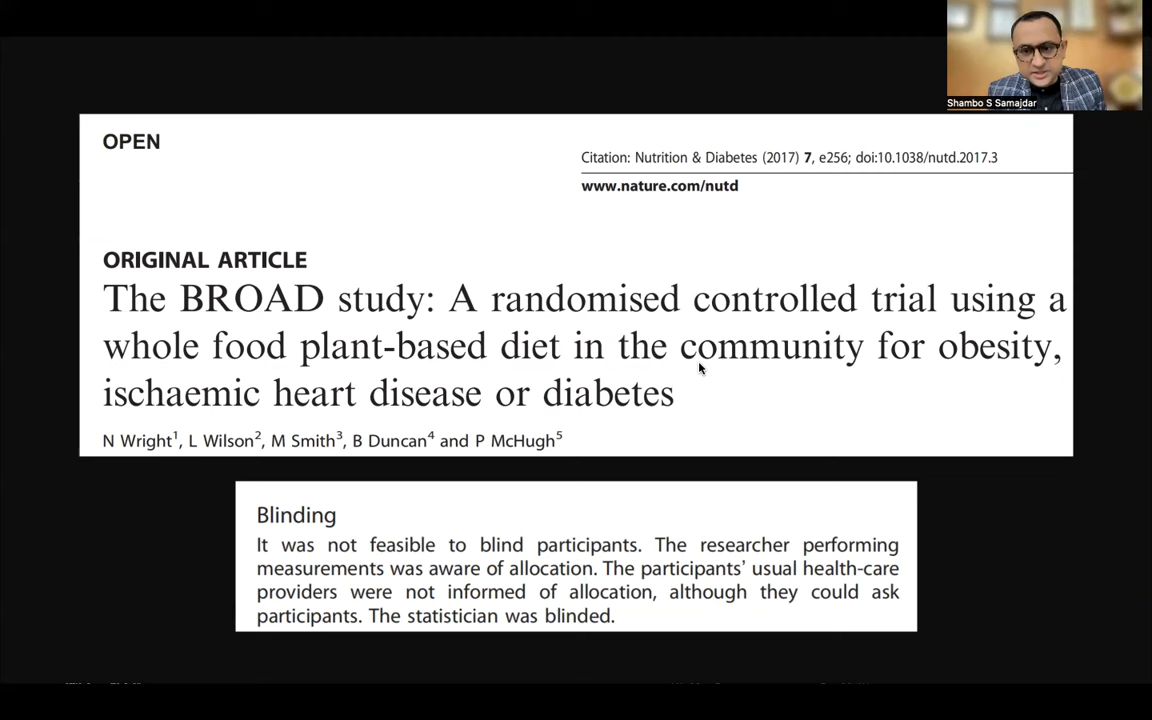 Shambo S Samajdar
OPEN
Citation: Nutrition & Diabetes (2017) 7, e256; doi:10.1038/nutd.2017.3
www.nature.com/nutd
ORIGINAL ARTICLE
The BROAD study: A randomised controlled trial using a
whole food plant-based diet in the community for obesity,
ischaemic heart disease or diabetes
N Wright1, L Wilson2, M Smith3, B Duncan4 and P McHugh5
Blinding
It was not feasible to blind participants. The researcher performing
measurements was aware of allocation. The participants' usual health-care
providers were not informed of allocation, although they could ask
participants. The statistician was blinded.